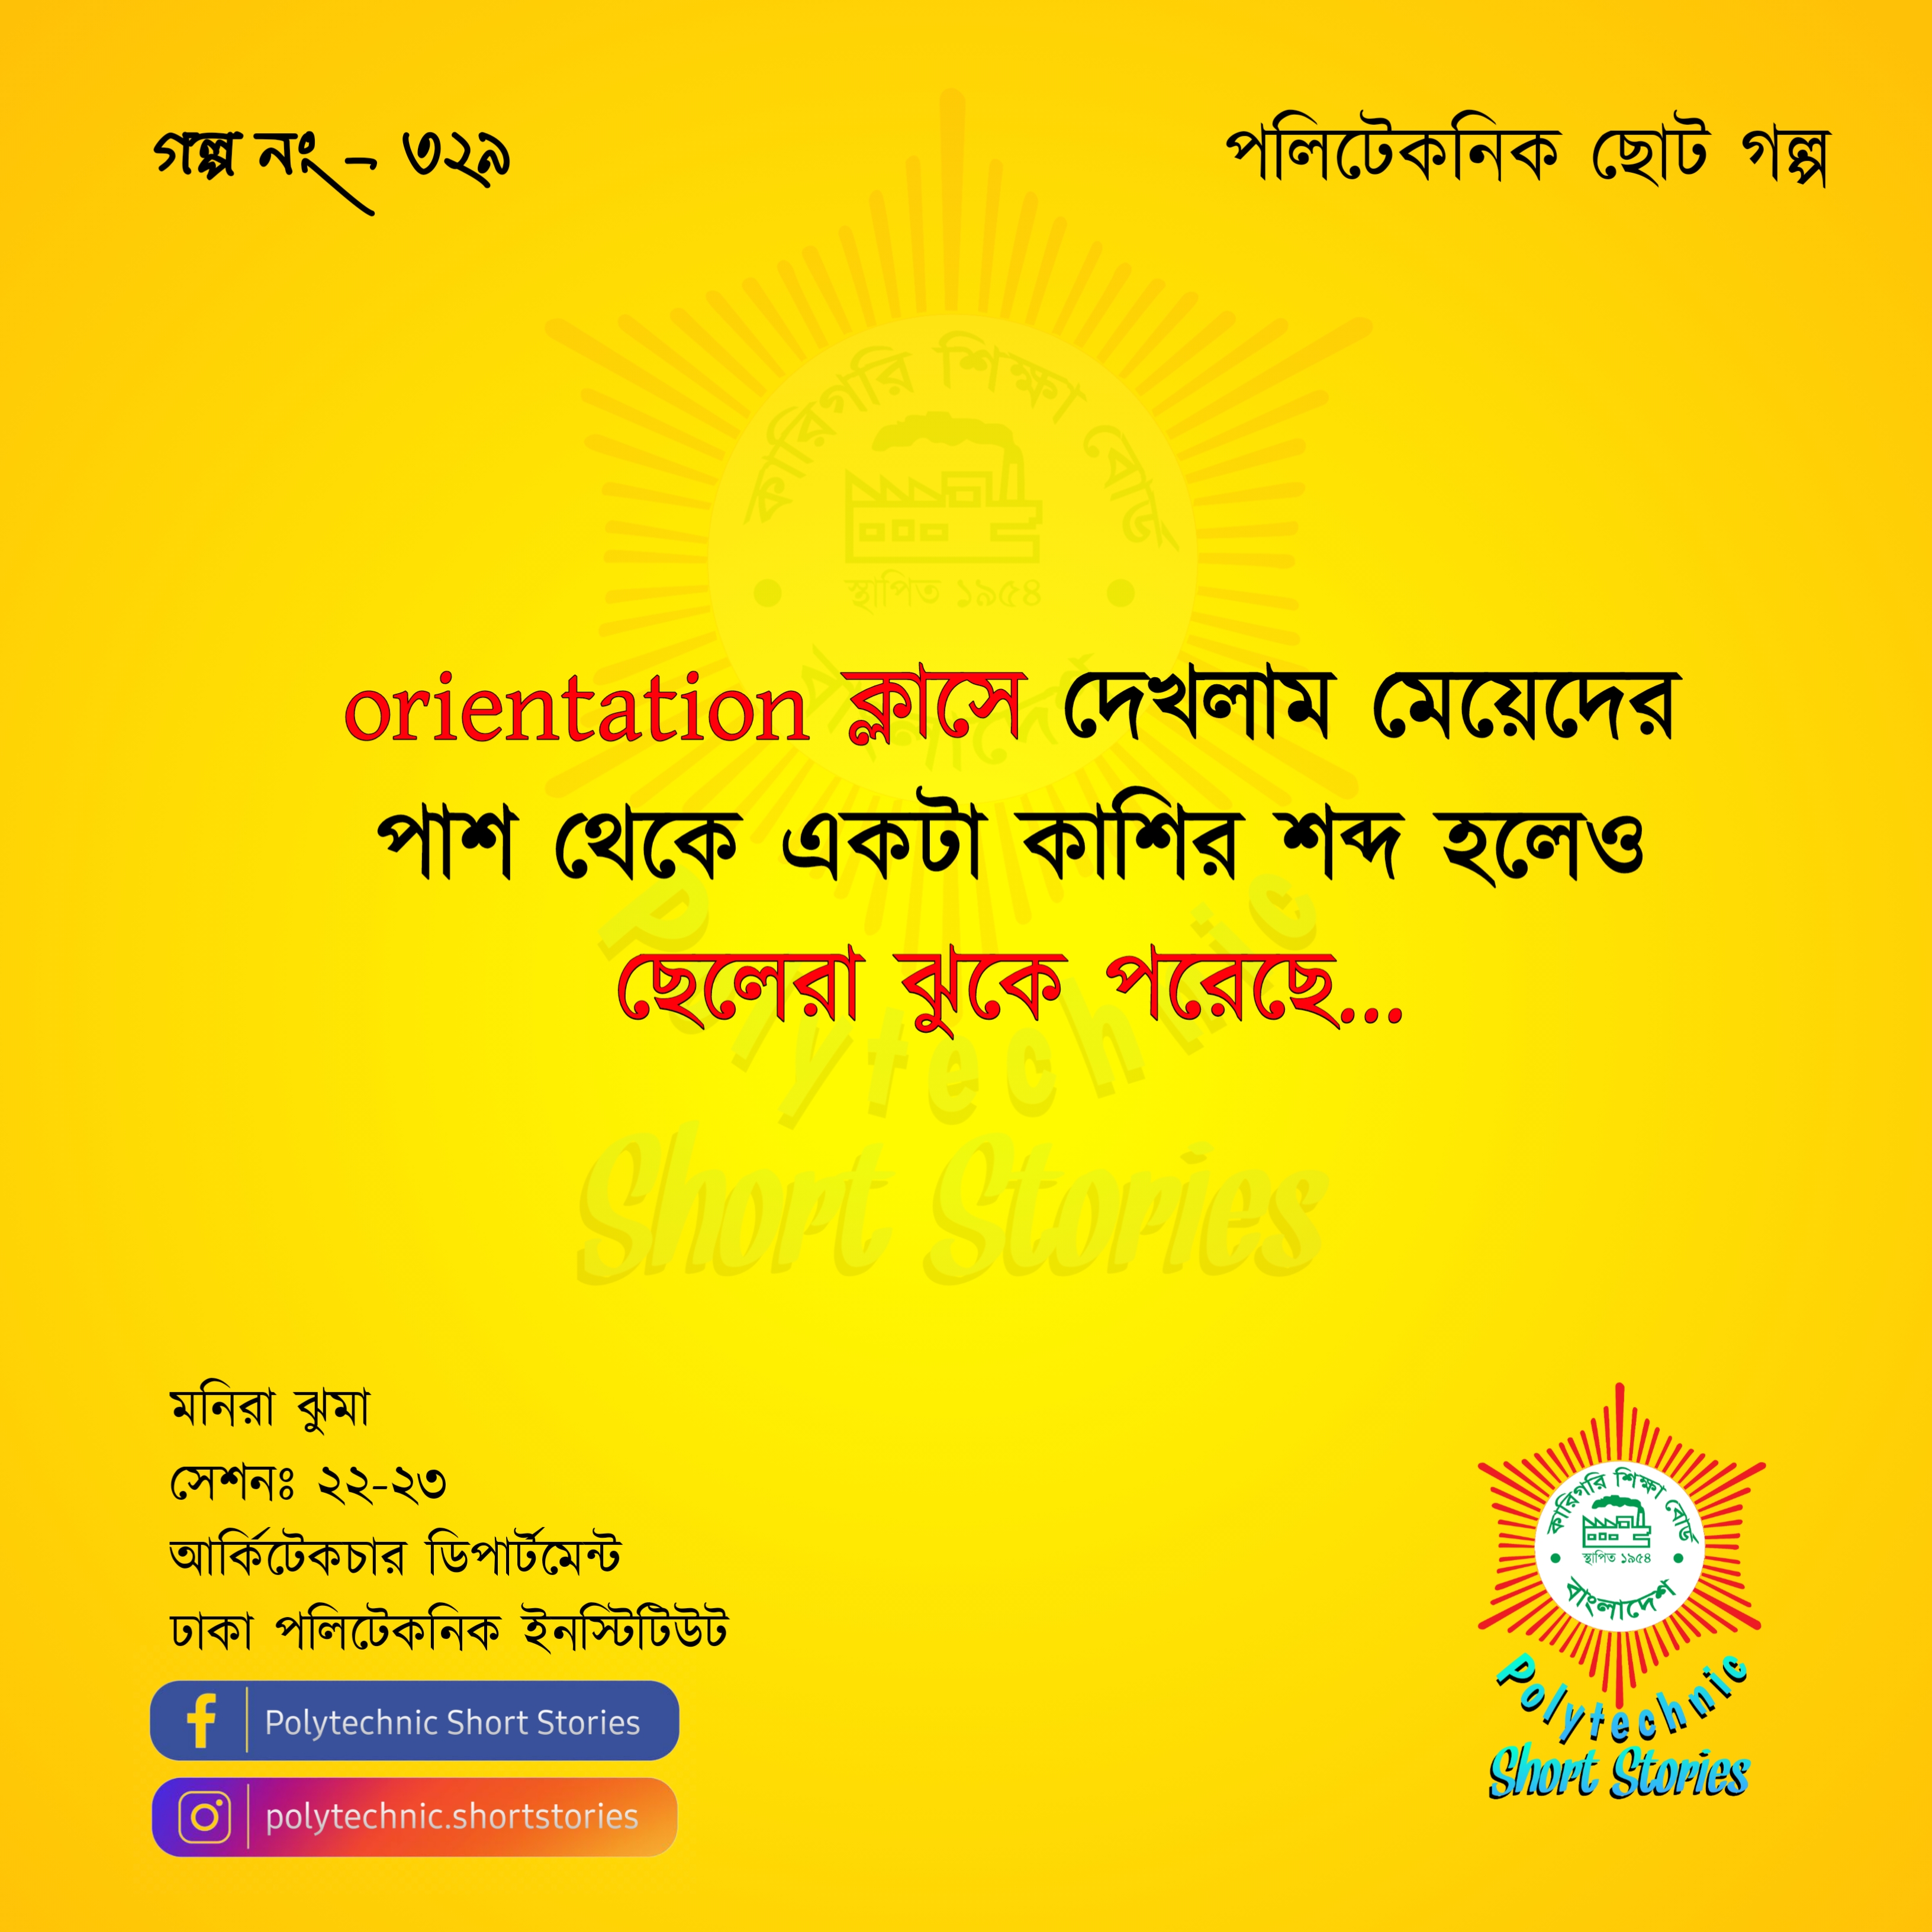 গল্প নং - ৩২৯
পলিটেকনিক ছোট গল্প
কারিগরি শিক্ষা বোর্ড
স্থাপিত ১৯৫৪
বাংলাদেশ
orientation ক্লাসে দেখলাম মেয়েদের
পাশ থেকে একটা কাশির শব্দ হলেও
ছেলেরা ঝুকে পরেছে...
Polytechnic
Short Stories
মনিরা ঝুমা
সেশনঃ ২২-২৩
আর্কিটেকচার ডিপার্টমেন্ট
ঢাকা পলিটেকনিক ইনস্টিটিউট
Polytechnic Short Stories
polytechnic.shortstories
কারিগরি শিক্ষা বোর্ড
স্থাপিত ১৯৫৪
বাংলাদেশ
Polytechnic
Short Stories